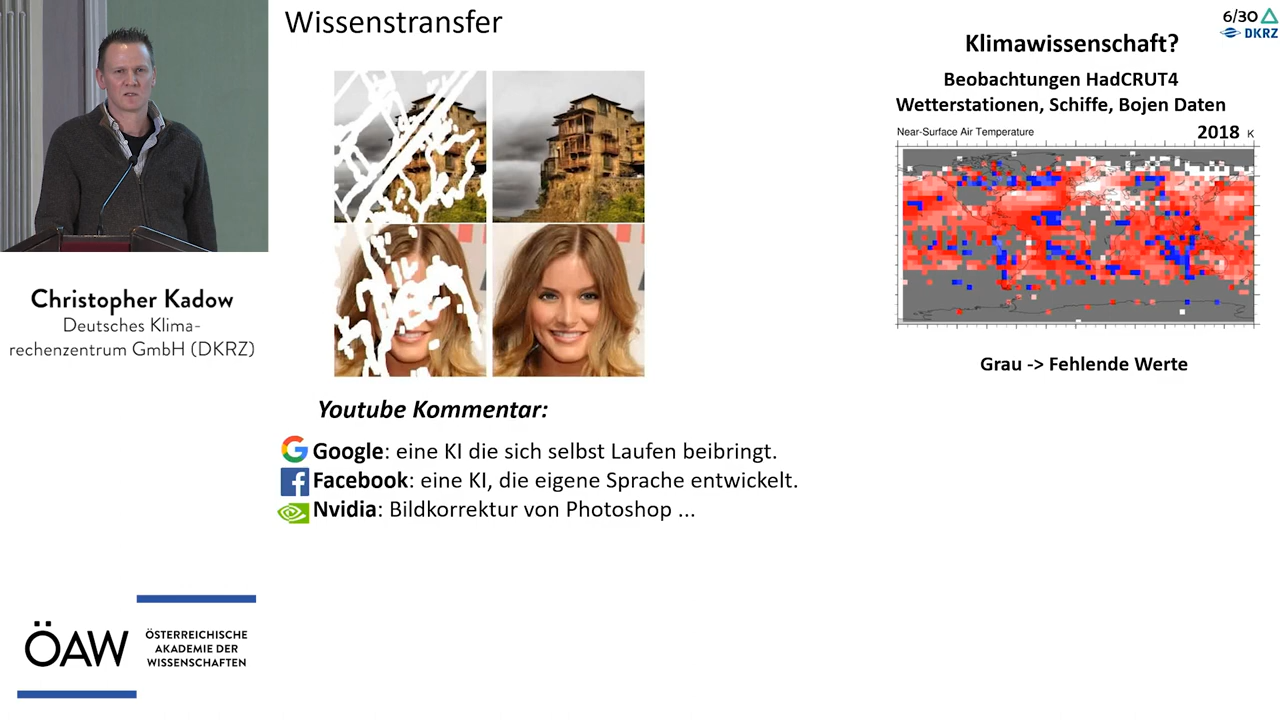 Wissenstransfer
6/30
DKRZ
Klimawissenschaft?
Beobachtungen HadCRUT4
Wetterstationen, Schiffe, Bojen Daten
Near-Surface Air Temperature
2018 K
Grau -> Fehlende Werte
Christopher Kadow
Deutsches Klima-
rechenzentrum GmbH (DKRZ)
Youtube Kommentar:
Google: eine KI die sich selbst Laufen beibringt.
Facebook: eine KI, die eigene Sprache entwickelt.
Nvidia: Bildkorrektur von Photoshop ...
ÖAW
ÖSTERREICHISCHE
AKADEMIE DER
WISSENSCHAFTEN